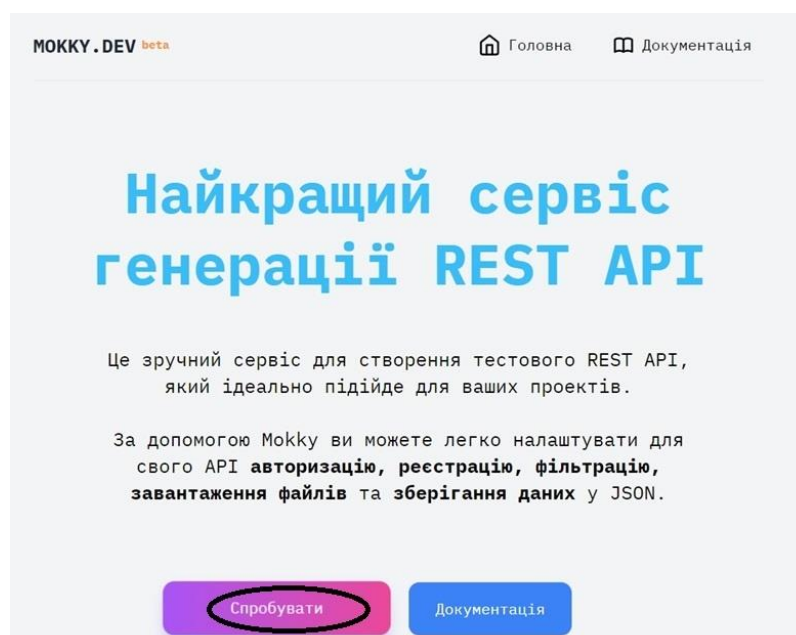 MOKKY.DEV beta
Головна
Документація
Найкращий сервіс
генерації REST API
Це зручний сервіс для створення тестового REST API,
який ідеально підійде для ваших проектів.
За допомогою Mokky ви можете легко налаштувати для
свого API авторизацію, реєстрацію, фільтрацію,
завантаження файлів та зберігання даних у JSON.
Спробувати
Документація